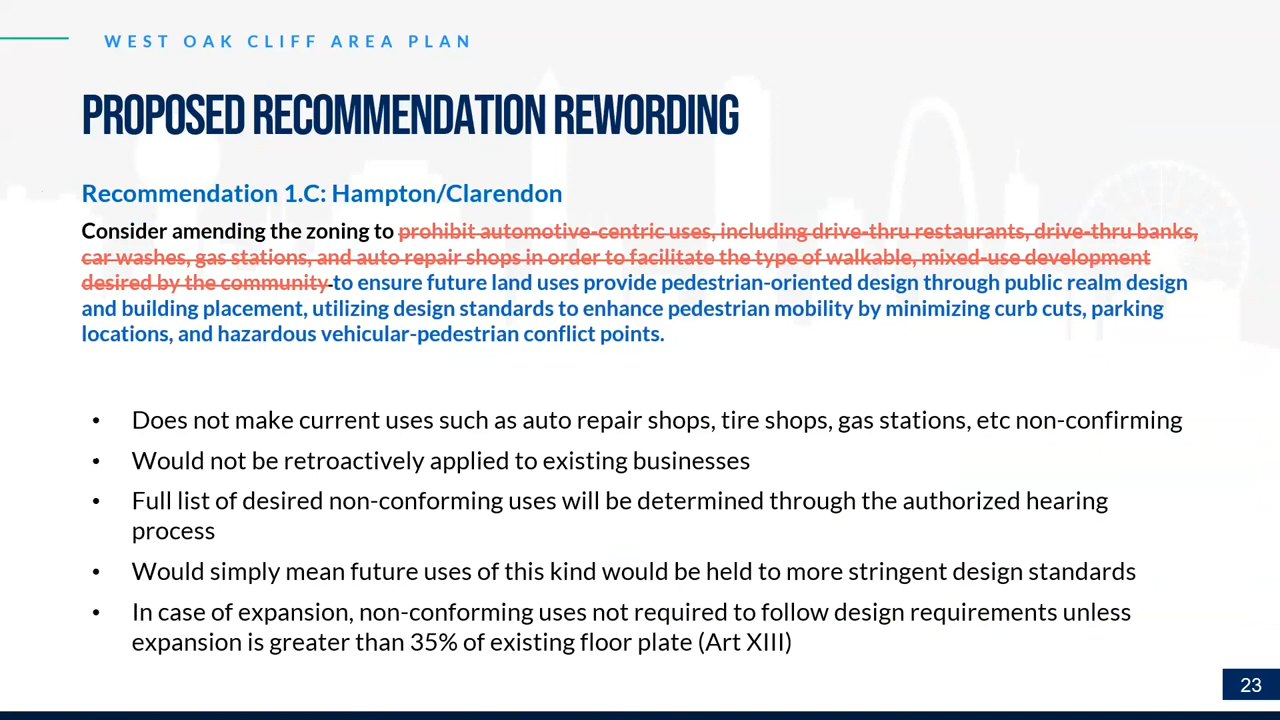 WEST OAK CLIFF AREA PLAN
PROPOSED RECOMMENDATION REWORDING
Recommendation 1.C: Hampton/Clarendon
Consider amending the zoning to prohibit automotive-centric uses, including drive-thru restaurants, drive-thru banks,
car washes, gas stations, and auto repair shops in order to facilitate the type of walkable, mixed-use development
desired by the community to ensure future land uses provide pedestrian-oriented design through public realm design
and building placement, utilizing design standards to enhance pedestrian mobility by minimizing curb cuts, parking
locations, and hazardous vehicular-pedestrian conflict points.
• Does not make current uses such as auto repair shops, tire shops, gas stations, etc non-confirming
• Would not be retroactively applied to existing businesses
• Full list of desired non-conforming uses will be determined through the authorized hearing
process
• Would simply mean future uses of this kind would be held to more stringent design standards
• In case of expansion, non-conforming uses not required to follow design requirements unless
expansion is greater than 35% of existing floor plate (Art XIII)
23